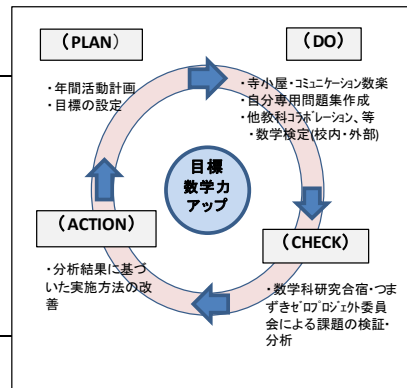 （PLAN）
・年間活動計画
・目標の設定
（DO）
・寺小屋・コミュニケーション数楽
・自分専用問題集作成
・他教科コラボレーション、等
・数学検定(校内・外部)
目標
数学力
アップ
（ACTION）
・分析結果に基づ
いた実施方法の改
善
（CHECK）
・数学科研究合宿・つま
ずきゼロプロジェクト委員
会による課題の検証・
分析